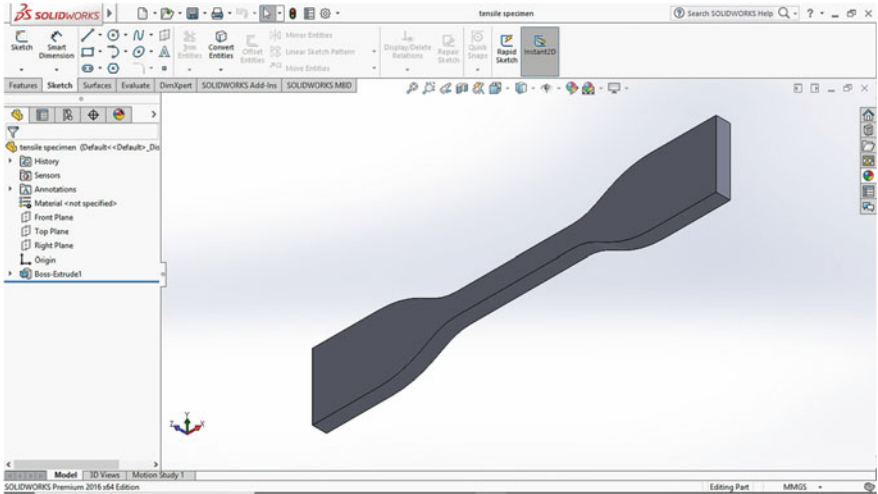 SOLIDWORKS
tensile specimen
Search SOLIDWORKS Help
Sketch
Smart Dimension
Trim Entities
Convert Entities
Offset Entities
Mirror Entities
Linear Sketch Pattern
Move Entities
Display/Delete Relations
Repair Sketch
Quick Snaps
Rapid Sketch
Instant2D
Features Sketch Surfaces Evaluate DimXpert SOLIDWORKS Add-Ins SOLIDWORKS MBD
tensile specimen (Default<<Default>_Dis
History
Sensors
Annotations
Material <not specified>
Front Plane
Top Plane
Right Plane
Origin
Boss-Extrude1
Y
Z X
Model 3D Views Motion Study 1
SOLIDWORKS Premium 2016 x64 Edition
Editing Part MMGS